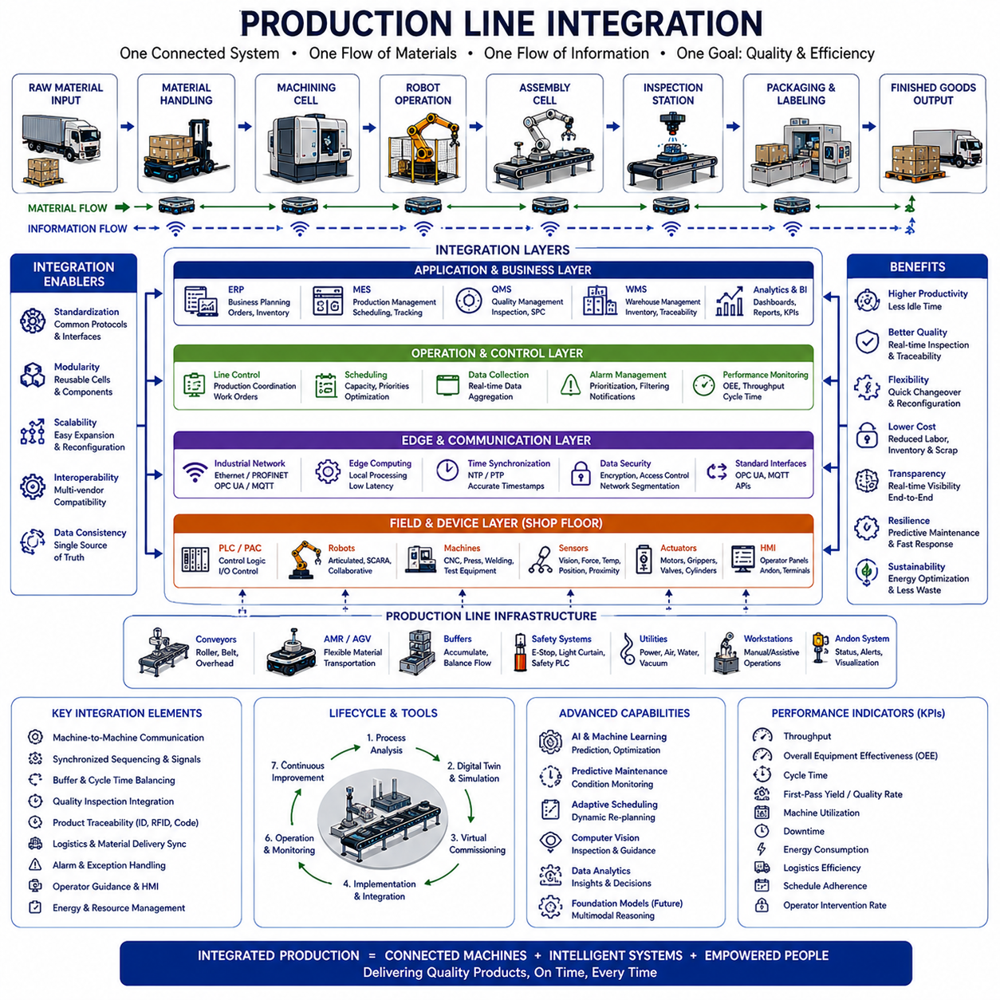 PRODUCTION LINE INTEGRATION
One Connected System • One Flow of Materials • One Flow of Information • One Goal: Quality & Efficiency
RAW MATERIAL
INPUT
MATERIAL
HANDLING
MACHINING
CELL
ROBOT
OPERATION
ASSEMBLY
CELL
INSPECTION
STATION
PACKAGING &
LABELING
FINISHED GOODS
OUTPUT
MATERIAL FLOW
INFORMATION FLOW
INTEGRATION
ENABLERS
Standardization
Common Protocols
& Interfaces
Modularity
Reusable Cells
& Components
Scalability
Easy Expansion
& Reconfiguration
Interoperability
Multi-vendor
Compatibility
Data Consistency
Single Source
of Truth
INTEGRATION LAYERS
APPLICATION & BUSINESS LAYER
ERP
Business Planning
Orders, Inventory
MES
Production Management
Scheduling, Tracking
QMS
Quality Management
Inspection, SPC
WMS
Warehouse Management
Inventory, Traceability
Analytics & BI
Dashboards,
Reports, KPIs
OPERATION & CONTROL LAYER
Line Control
Production Coordination
Work Orders
Scheduling
Capacity, Priorities
Optimization
Data Collection
Real-time Data
Aggregation
Alarm Management
Prioritization, Filtering
Notifications
Performance Monitoring
OEE, Throughput
Cycle Time
EDGE & COMMUNICATION LAYER
Industrial Network
Ethernet / PROFINET
OPC UA / MQTT
Edge Computing
Local Processing
Low Latency
Time Synchronization
NTP / PTP
Accurate Timestamps
Data Security
Encryption, Access Control
Network Segmentation
Standard Interfaces
OPC UA, MQTT
APIs
FIELD & DEVICE LAYER (SHOP FLOOR)
PLC / PAC
Control Logic
I/O Control
Robots
Articulated, SCARA,
Collaborative
Machines
CNC, Press, Welding,
Test Equipment
Sensors
Vision, Force, Temp,
Position, Proximity
Actuators
Motors, Grippers,
Valves, Cylinders
HMI
Operator Panels
Andon, Terminals
BENEFITS
Higher Productivity
Less Idle Time
Better Quality
Real-time Inspection
& Traceability
Flexibility
Quick Changeover
& Reconfiguration
Lower Cost
Reduced Labor,
Inventory & Scrap
Transparency
Real-time Visibility
End-to-End
Resilience
Predictive Maintenance
& Fast Response
Sustainability
Energy Optimization
& Less Waste
PRODUCTION LINE INFRASTRUCTURE
Conveyors
Roller, Belt,
Overhead
AMR / AGV
Flexible Material
Transportation
Buffers
Accumulate,
Balance Flow
Safety Systems
E-Stop, Light Curtain,
Safety PLC
Utilities
Power, Air, Water,
Vacuum
Workstations
Manual/Assistive
Operations
Andon System
Status, Alerts,
Visualization
KEY INTEGRATION ELEMENTS
Machine-to-Machine Communication
Synchronized Sequencing & Signals
Buffer & Cycle Time Balancing
Quality Inspection Integration
Product Traceability (ID, RFID, Code)
Logistics & Material Delivery Sync
Alarm & Exception Handling
Operator Guidance & HMI
Energy & Resource Management
LIFECYCLE & TOOLS
1. Process
Analysis
2. Digital Twin
& Simulation
3. Virtual
Commissioning
4. Implementation
& Integration
6. Operation
& Monitoring
7. Continuous
Improvement
ADVANCED CAPABILITIES
AI & Machine Learning
Prediction, Optimization
Predictive Maintenance
Condition Monitoring
Adaptive Scheduling
Dynamic Re-planning
Computer Vision
Inspection & Guidance
Data Analytics
Insights & Decisions
Foundation Models (Future)
Multimodal Reasoning
PERFORMANCE INDICATORS (KPIs)
Throughput
Overall Equipment Effectiveness (OEE)
Cycle Time
First-Pass Yield / Quality Rate
Machine Utilization
Downtime
Energy Consumption
Logistics Efficiency
Schedule Adherence
Operator Intervention Rate
INTEGRATED PRODUCTION = CONNECTED MACHINES + INTELLIGENT SYSTEMS + EMPOWERED PEOPLE
Delivering Quality Products, On Time, Every Time